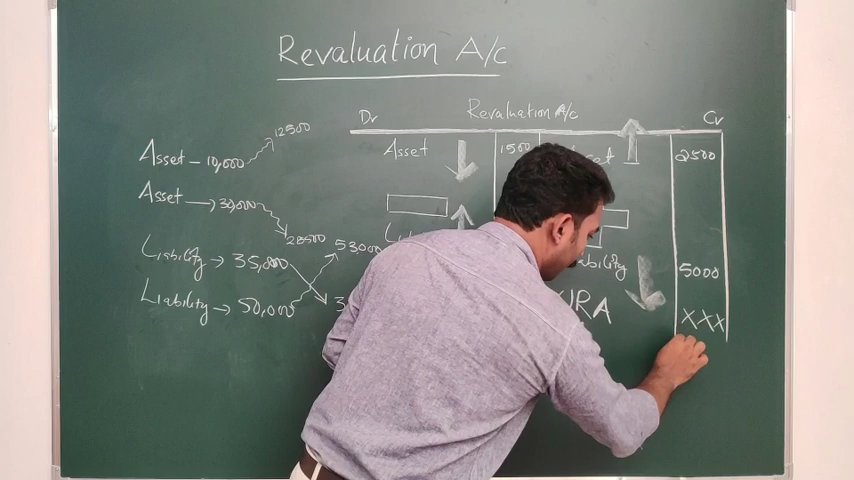 Revaluation A/c
Dr Revaluation A/c Cr
Asset 1500 2500
Asset – 10,000 12500
Asset → 30,000 28500
Liability → 35,000 5000
Liability → 50,000 53000
XXX